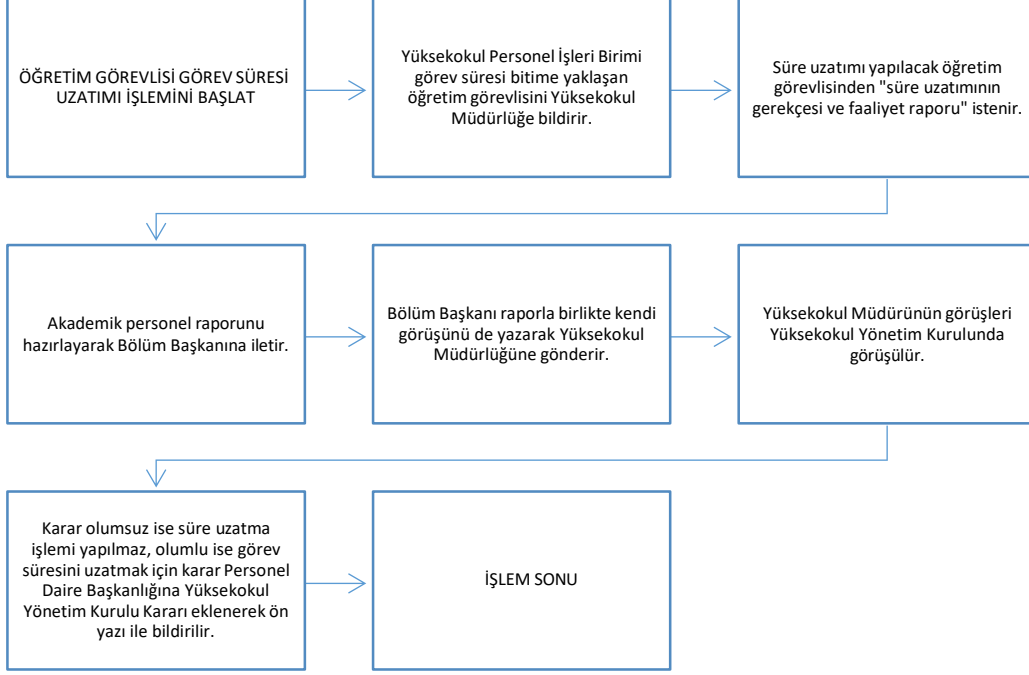 ÖĞRETİM GÖREVLİSİ GÖREV SÜRESİ
UZATIMI İŞLEMİNİ BAŞLAT
Yüksekokul Personel İşleri Birimi
görev süresi bitime yaklaşan
öğretim görevlisini Yüksekokul
Müdürlüğe bildirir.
Süre uzatımı yapılacak öğretim
görevlisinden "süre uzatımının
gerekçesi ve faaliyet raporu" istenir.
Akademik personel raporunu
hazırlayarak Bölüm Başkanına iletir.
Bölüm Başkanı raporla birlikte kendi
görüşünü de yazarak Yüksekokul
Müdürlüğüne gönderir.
Yüksekokul Müdürünün görüşleri
Yüksekokul Yönetim Kurulunda
görüşülür.
Karar olumsuz ise süre uzatma
işlemi yapılmaz, olumlu ise görev
süresini uzatmak için karar Personel
Daire Başkanlığına Yüksekokul
Yönetim Kurulu Kararı eklenerek ön
yazı ile bildirilir.
İŞLEM SONU